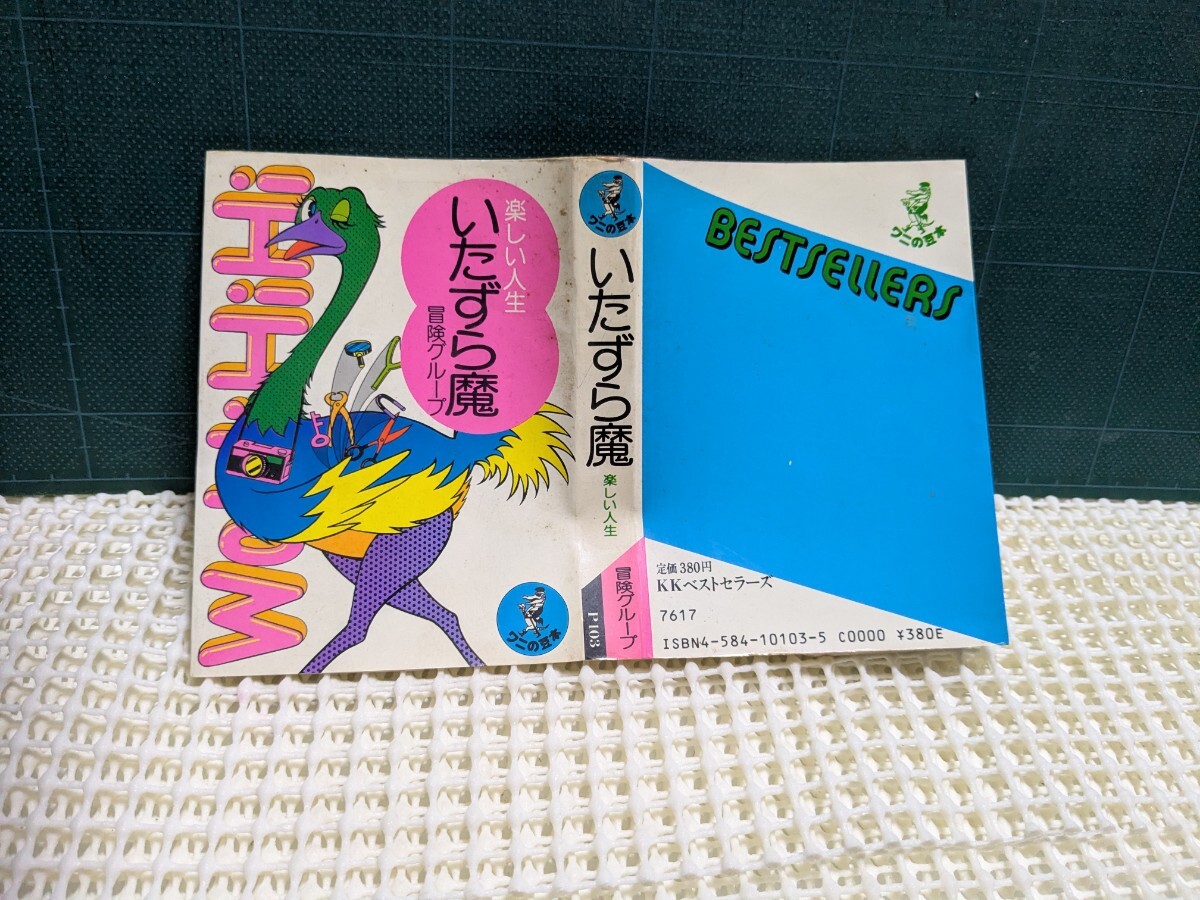 楽しい人生
いたずら魔
冒険グループ
ワニの豆本
ワニの豆本
いたずら魔
楽しい人生
冒険グループ
P103
ワニの豆本
BESTSELLERS
定価380円
KKベストセラーズ
7617
ISBN4-584-10103-5 C0000 ¥380E